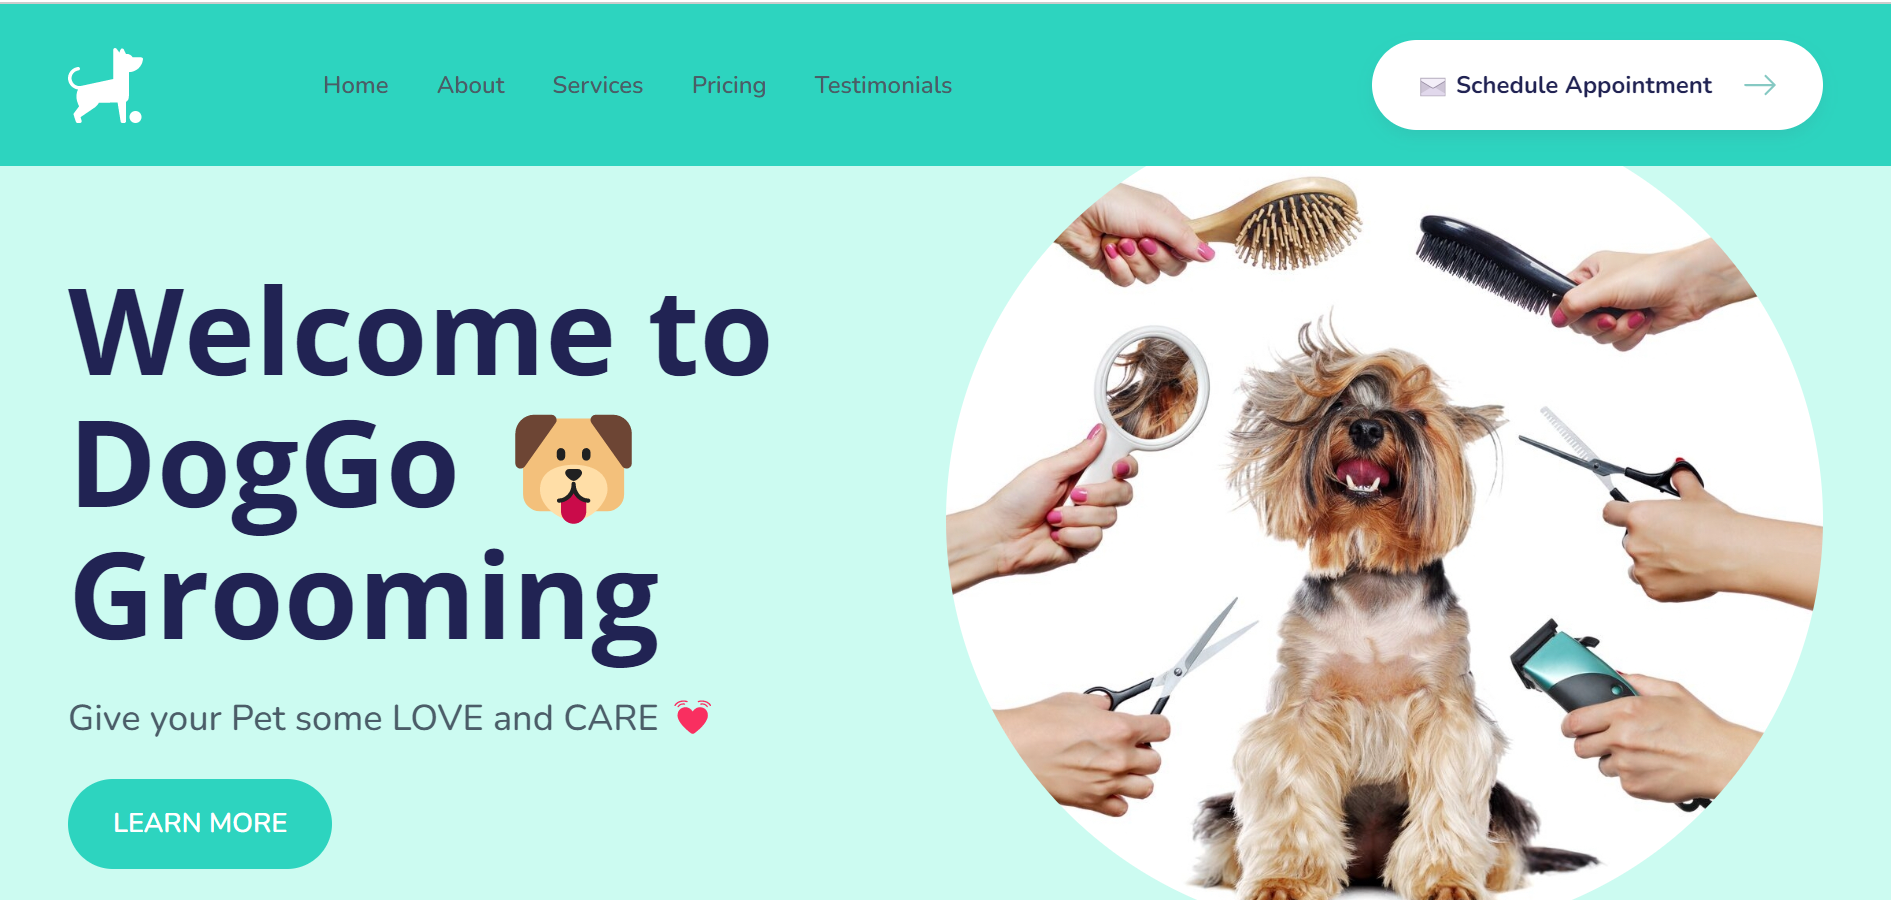 Home About Services Pricing Testimonials Schedule Appointment
Welcome to
DogGo
Grooming
Give your Pet some LOVE and CARE
LEARN MORE